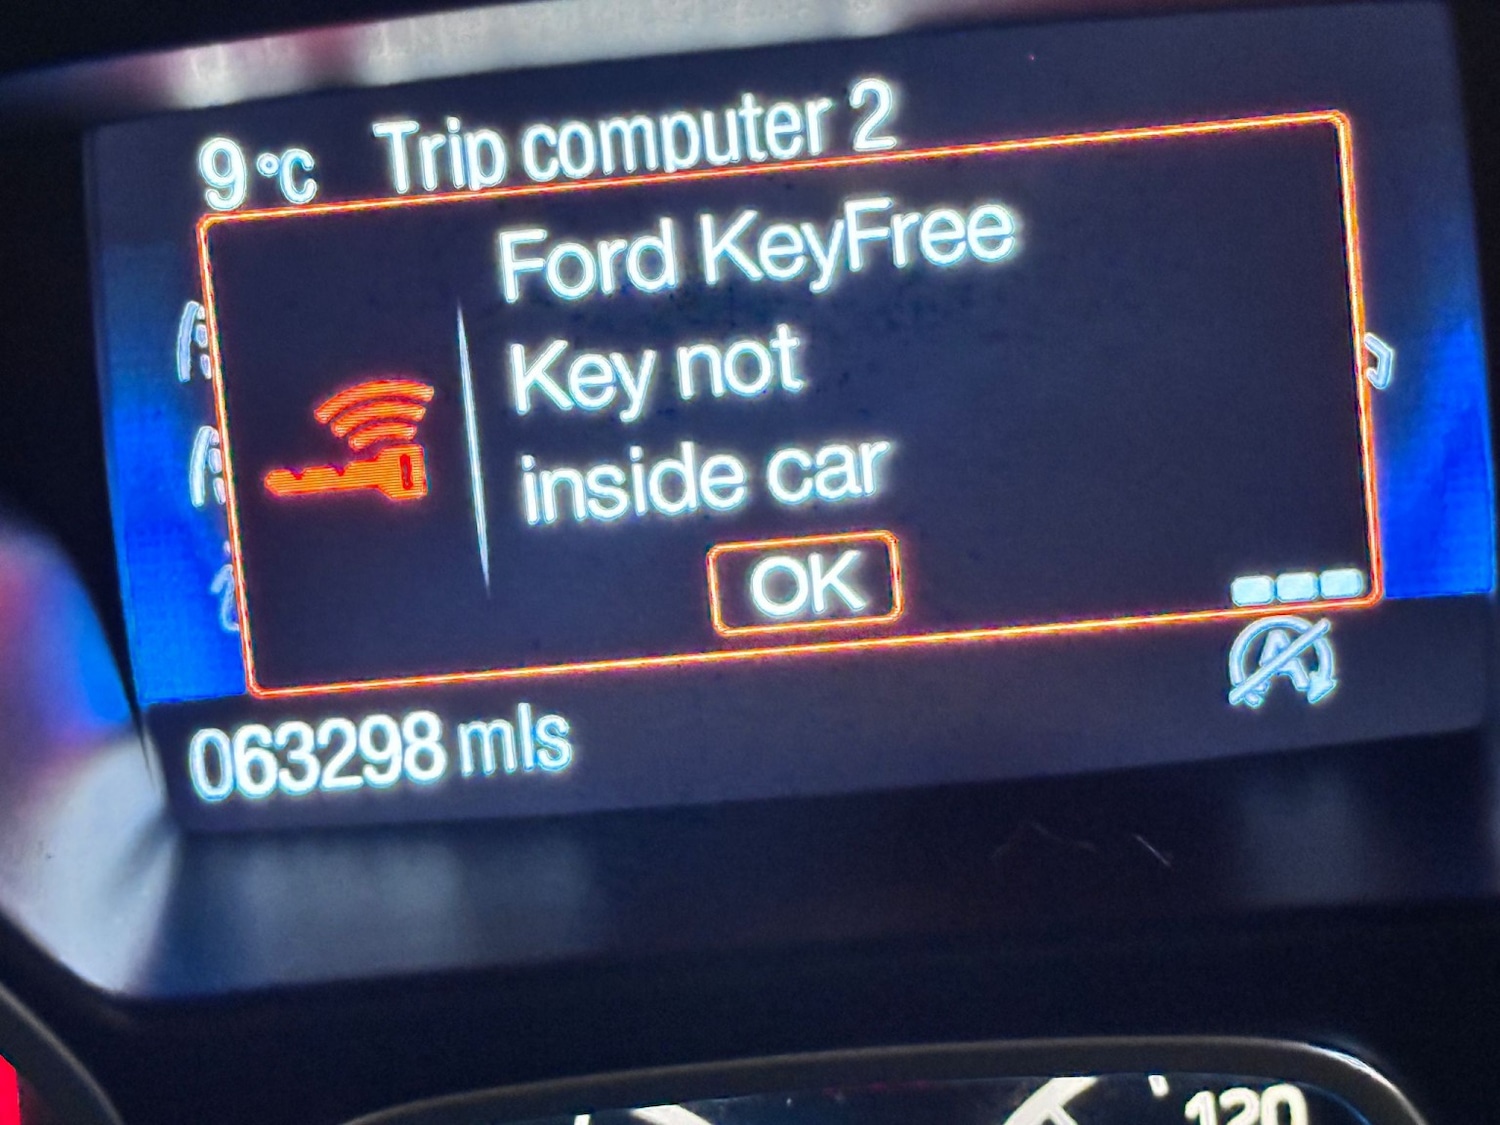 9 °C Trip computer 2
Ford KeyFree
Key not
inside car
OK
A
063298 mls
120